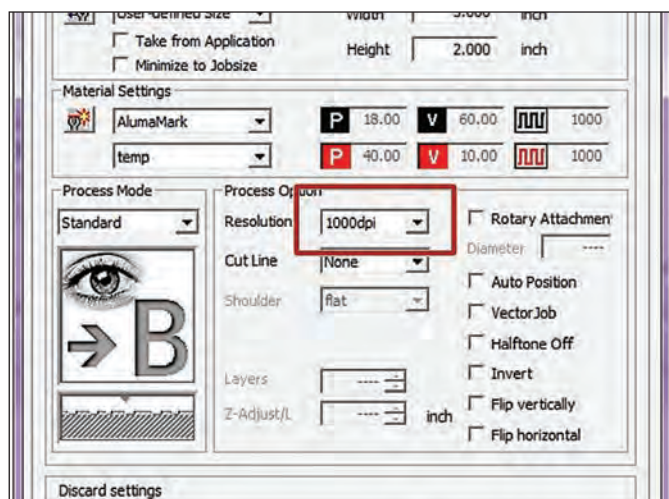 User-defined Size Width 3.000 inch
Take from Application
Height 2.000 inch
Minimize to Jobsize
Material Settings
AlumaMark P 18.00 V 60.00 1000
temp P 40.00 V 10.00 1000
Process Mode Process Option
Standard Resolution 1000dpi Rotary Attachmen
Diameter ----
Cut Line None
Auto Position
Shoulder flat
VectorJob
Halftone Off
B
Layers ---- Invert
Z-Adjust/L ---- inch Flip vertically
Flip horizontal
Discard settings